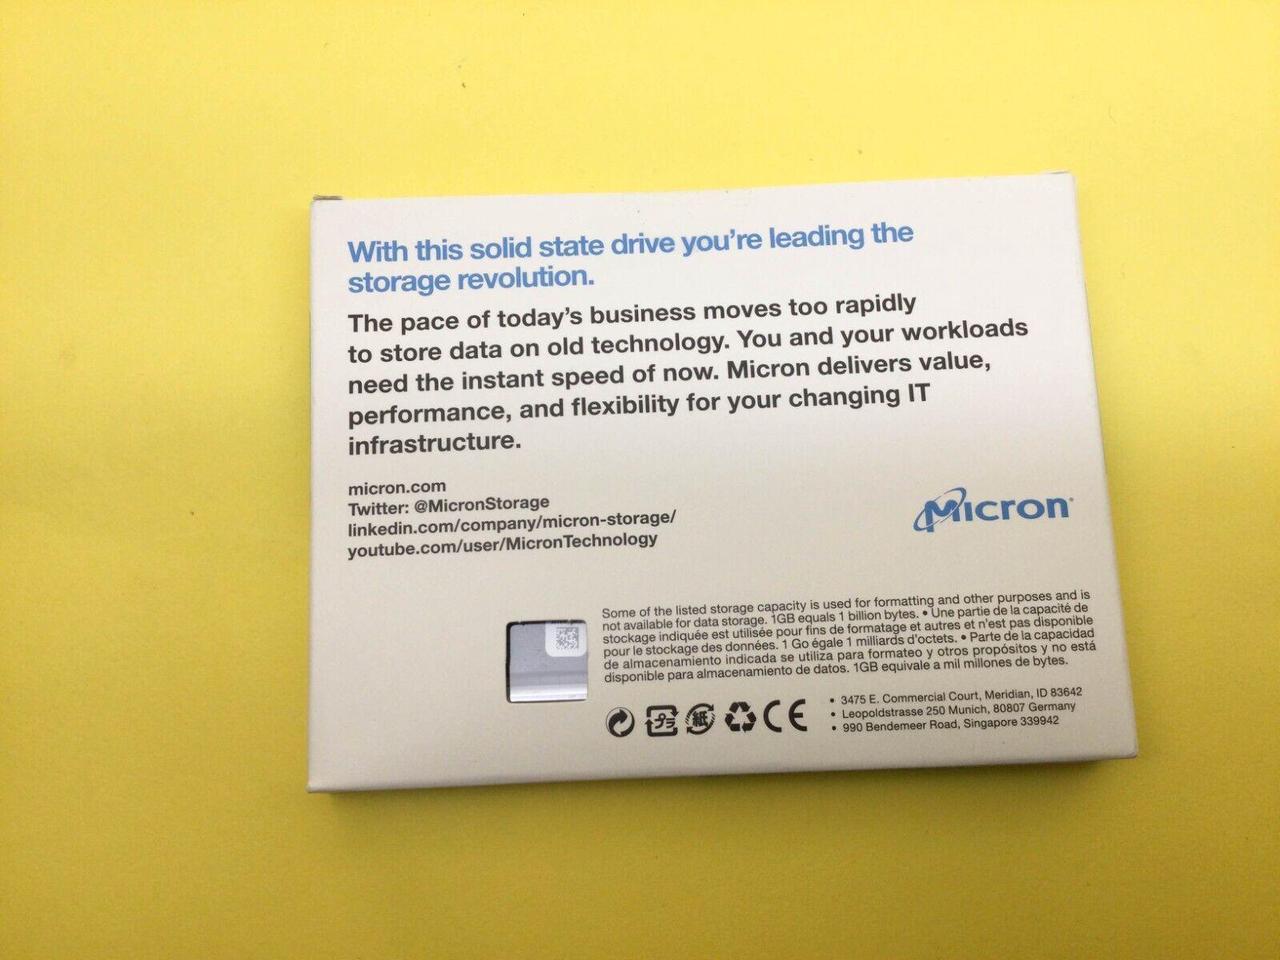 With this solid state drive you're leading the
storage revolution.
The pace of today's business moves too rapidly
to store data on old technology. You and your workloads
need the instant speed of now. Micron delivers value,
performance, and flexibility for your changing IT
infrastructure.
micron.com
Twitter: @MicronStorage
linkedin.com/company/micron-storage/
youtube.com/user/MicronTechnology
Micron
Some of the listed storage capacity is used for formatting and other purposes and is
not available for data storage. 1GB equals 1 billion bytes. • Une partie de la capacité de
stockage indiquée est utilisée pour fins de formatage et autres et n'est pas disponible
pour le stockage des données. 1 Go égale 1 milliards d'octets. • Parte de la capacidad
de almacenamiento indicada se utiliza para formateo y otros propósitos y no está
disponible para almacenamiento de datos. 1GB equivale a mil millones de bytes.
プラ 紙 CE
• 3475 E. Commercial Court, Meridian, ID 83642
• Leopoldstrasse 250 Munich, 80807 Germany
• 990 Bendemeer Road, Singapore 339942